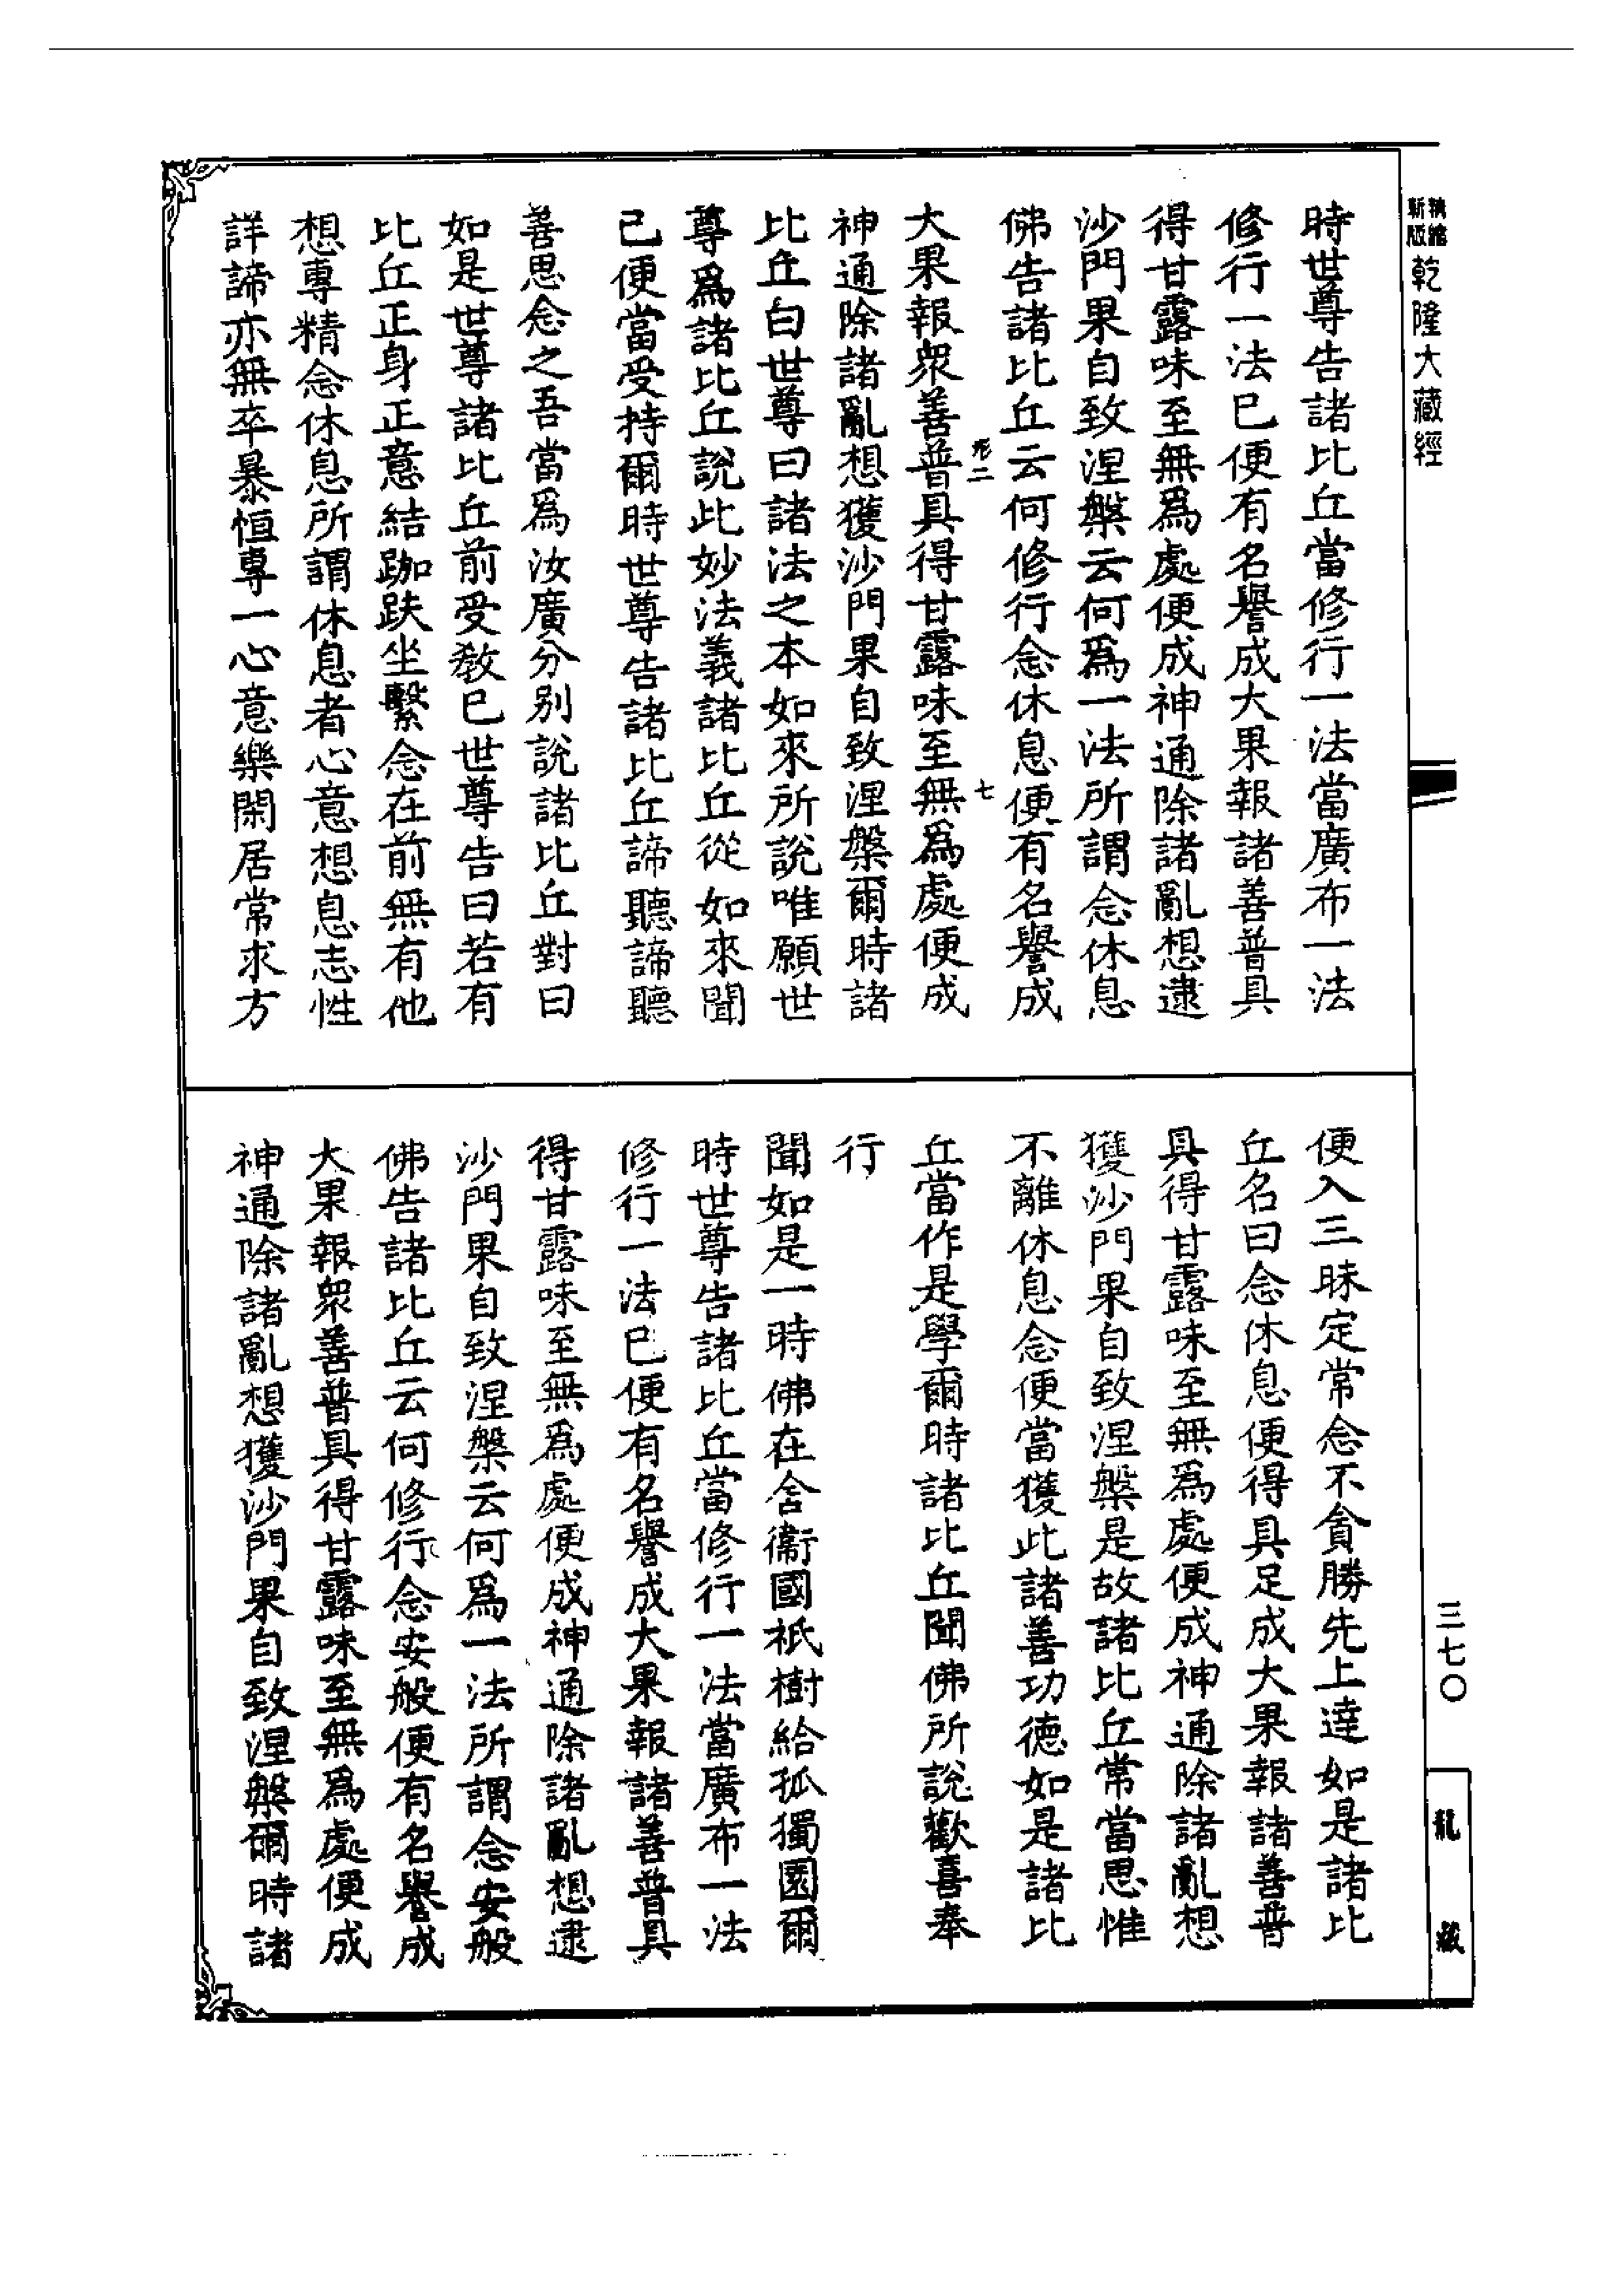 精縮
新版
乾隆大藏經
時世尊告諸比丘當修行一法當廣布一法
修行一法已便有名譽成大果報諸善普具
得甘露味至無爲處便成神通除諸亂想逮
沙門果自致涅槃云何爲一法所謂念休息
佛告諸比丘云何修行念休息便有名譽成
大果報衆善普具得甘露味至無爲處便成
神通除諸亂想獲沙門果自致涅槃爾時諸
比丘白世尊曰諸法之本如來所說唯願世
尊爲諸比丘說此妙法義諸比丘從如來聞
已便當受持爾時世尊告諸比丘諦聽諦聽
善思念之吾當爲汝廣分別說諸比丘對曰
如是世尊諸比丘前受教已世尊告曰若有
比丘正身正意結跏趺坐繫念在前無有他
想專精念休息所謂休息者心意想息志性
詳諦亦無卒暴恒專一心意樂閑居常求方
七
便入三昧定常念不貪勝先上達如是諸比
丘名曰念休息便得具足成大果報諸善普
具得甘露味至無爲處便成神通除諸亂想
獲沙門果自致涅槃是故諸比丘常當思惟
不離休息念便當獲此諸善功德如是諸比
丘當作是學爾時諸比丘聞佛所說歡喜奉
行
聞如是一時佛在舍衞國祇樹給孤獨園爾
時世尊告諸比丘當修行一法當廣布一法
修行一法已便有名譽成大果報諸善普具
得甘露味至無爲處便成神通除諸亂想逮
沙門果自致涅槃云何爲一法所謂念安般
佛告諸比丘云何修行念安般便有名譽成
大果報衆善普具得甘露味至無爲處便成
神通除諸亂想獲沙門果自致涅槃爾時諸
三七〇
龍藏